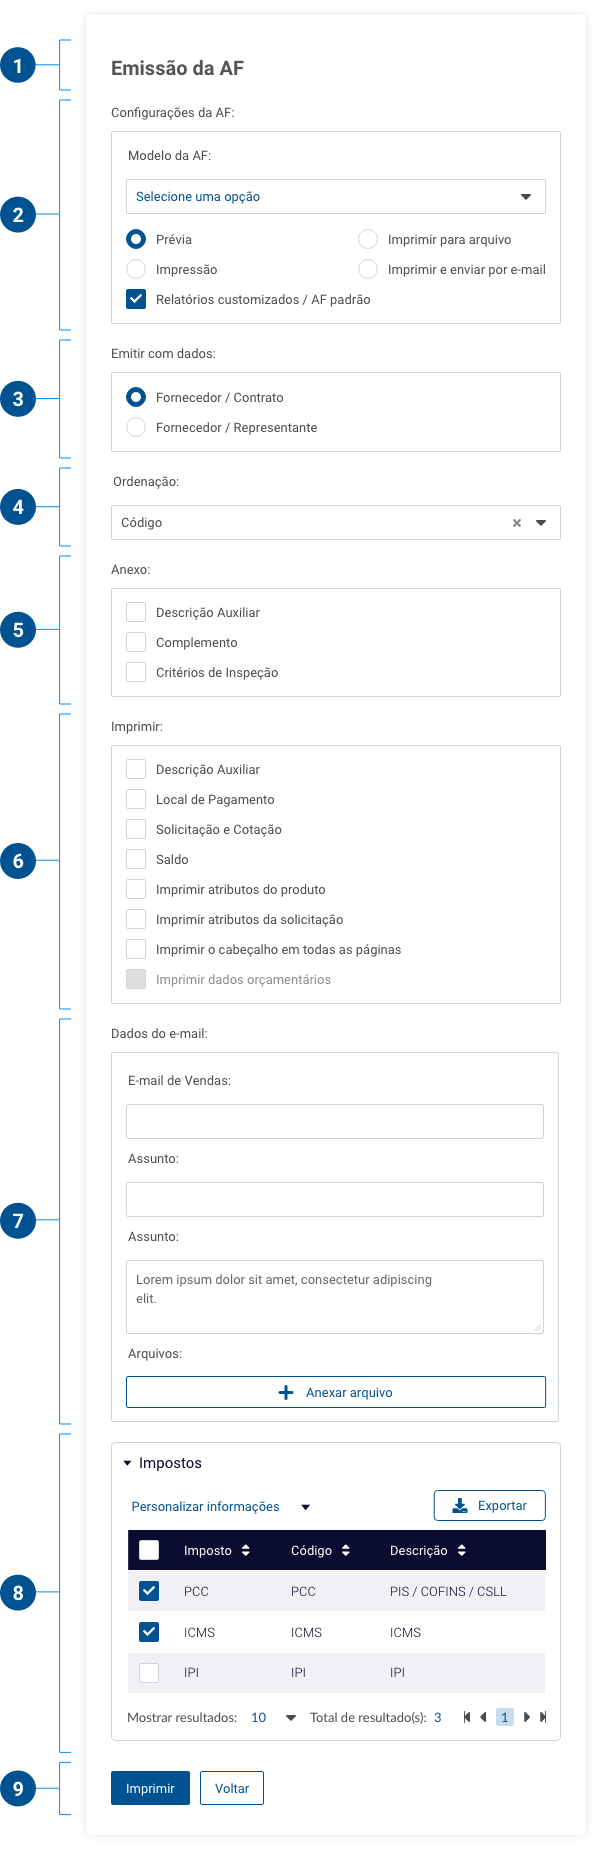 1
Emissão da AF
2
Configurações da AF:
Modelo da AF:
Selecione uma opção
Prévia
Imprimir para arquivo
Impressão
Imprimir e enviar por e-mail
Relatórios customizados / AF padrão
3
Emitir com dados:
Fornecedor / Contrato
Fornecedor / Representante
4
Ordenação:
Código
5
Anexo:
Descrição Auxiliar
Complemento
Critérios de Inspeção
6
Imprimir:
Descrição Auxiliar
Local de Pagamento
Solicitação e Cotação
Saldo
Imprimir atributos do produto
Imprimir atributos da solicitação
Imprimir o cabeçalho em todas as páginas
Imprimir dados orçamentários
7
Dados do e-mail:
E-mail de Vendas:
Assunto:
Assunto:
Lorem ipsum dolor sit amet, consectetur adipiscing
elit.
Arquivos:
Anexar arquivo
8
Impostos
Personalizar informações
Exportar
Imposto Código Descrição
PCC PCC PIS / COFINS / CSLL
ICMS ICMS ICMS
IPI IPI IPI
Mostrar resultados: 10 Total de resultado(s): 3 1
9
Imprimir
Voltar